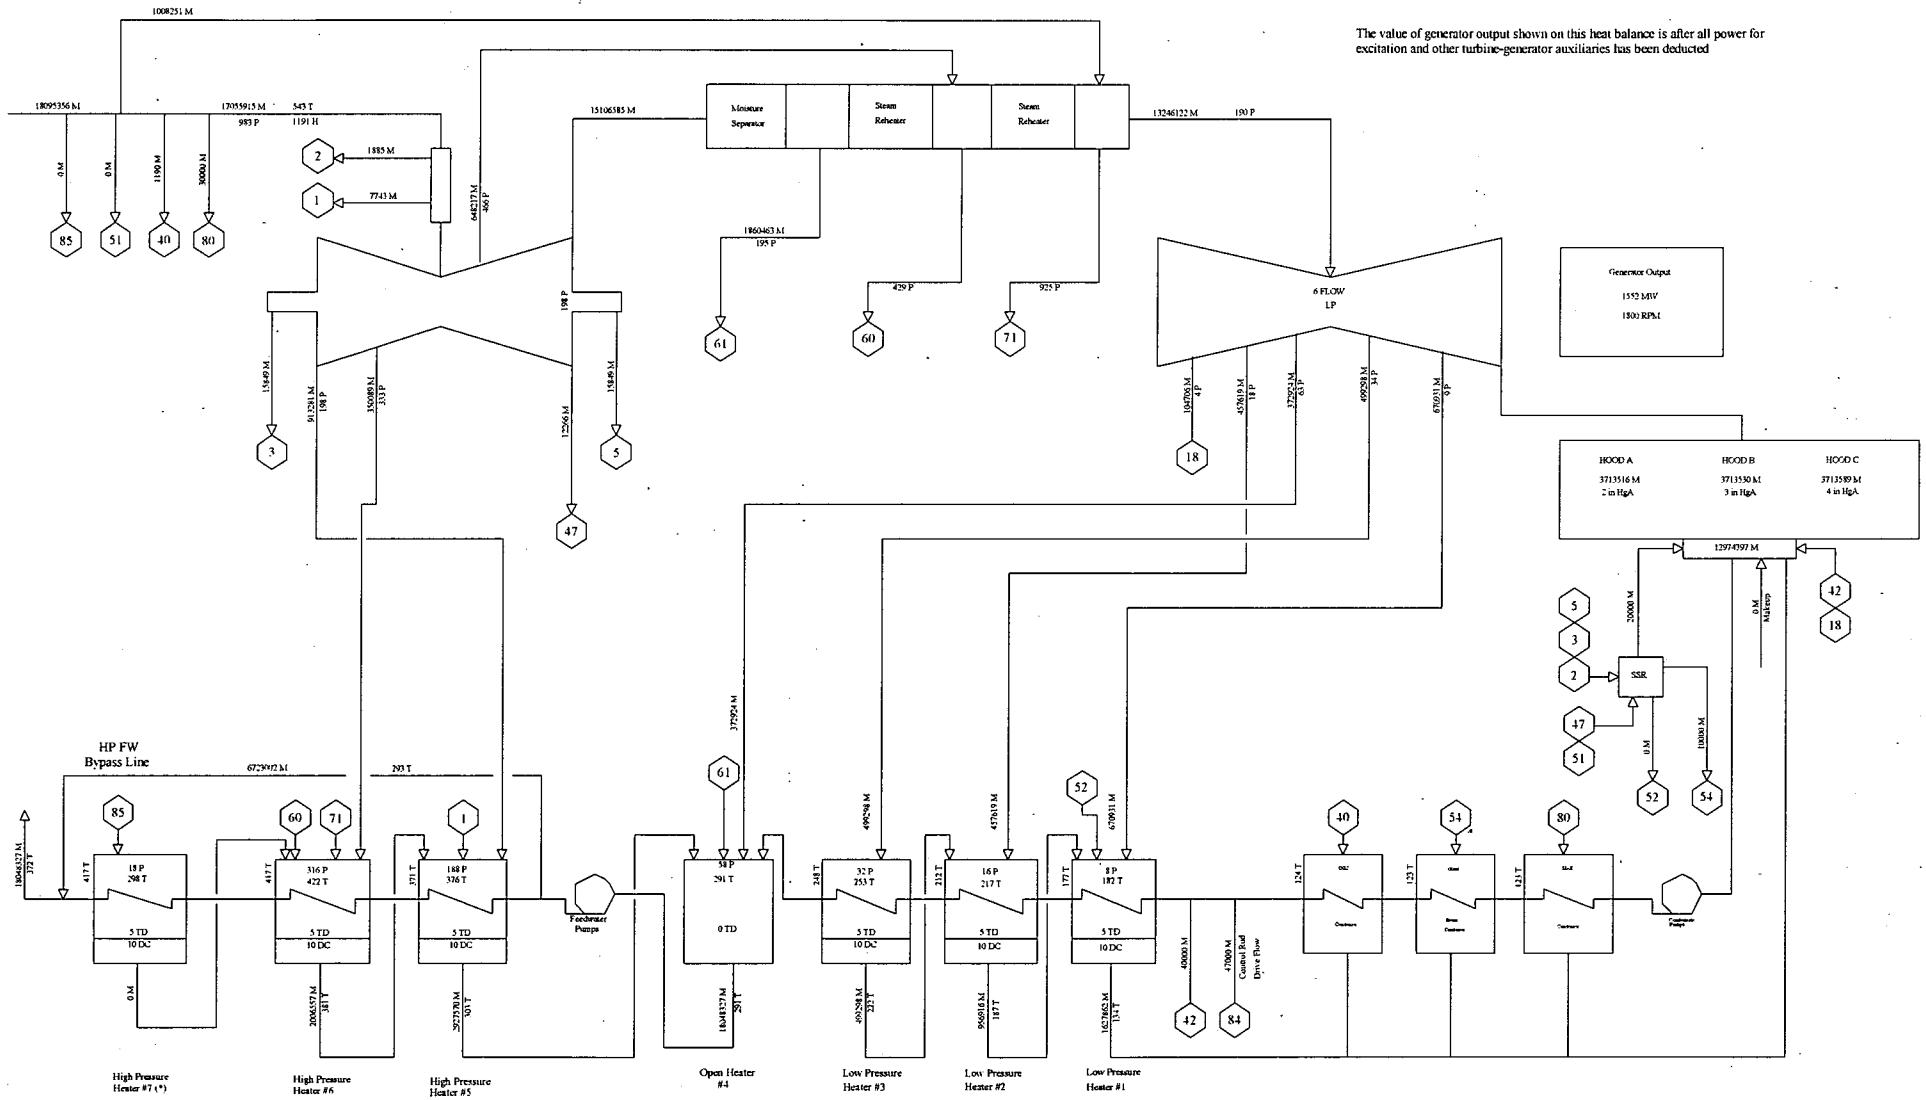 1008251 M
The value of generator output shown on this heat balance is after all power for
excitation and other turbine-generator auxiliaries has been deducted
18095356 M
17055915 M
543 T
983 P
1191 H
15106585 M
Moisture
Separator
Steam
Reheater
Steam
Reheater
13246122 M
190 P
0 M
0 M
1190 M
30000 M
2
1885 M
1
7743 M
648217 M
466 P
85
51
40
80
1860463 M
195 P
429 P
925 P
61
60
71
6 FLOW
LP
Generator Output
1552 MW
1800 RPM
198 P
15849 M
913281 M
198 P
350089 M
333 P
12266 M
15849 M
3
5
47
104706 M
4 P
457619 M
18 P
372924 M
63 P
499298 M
34 P
670931 M
9 P
18
HOOD A
3713516 M
2 in HgA
HOOD B
3713530 M
3 in HgA
HOOD C
3713589 M
4 in HgA
12974397 M
20000 M
0 M
Makeup
42
18
5
3
2
SSR
47
51
0 M
10000 M
52
54
HP FW
Bypass Line
6723002 M
293 T
372924 M
61
52
499298 M
457619 M
670931 M
85
60
71
1
40
54
80
18048327 M
372 T
417 T
18 P
298 T
5 TD
10 DC
417 T
316 P
422 T
5 TD
10 DC
371 T
188 P
376 T
5 TD
10 DC
Feedwater
Pumps
58 P
291 T
0 TD
248 T
32 P
253 T
5 TD
10 DC
212 T
16 P
217 T
5 TD
10 DC
177 T
8 P
182 T
5 TD
10 DC
124 T
123 T
0 M
2006557 M
381 T
2927570 M
303 T
18048327 M
291 T
499298 M
222 T
956916 M
187 T
1627862 M
134 T
40000 M
47000 M
Control Rod
Drive Flow
42
84
High Pressure
Heater #7 (*)
High Pressure
Heater #6
High Pressure
Heater #5
Open Heater
#4
Low Pressure
Heater #3
Low Pressure
Heater #2
Low Pressure
Heater #1